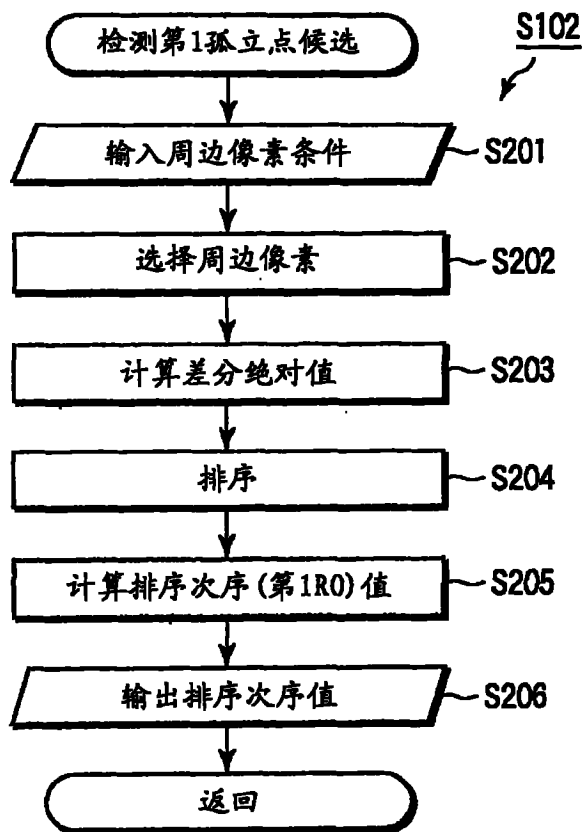 检测第1孤立点候选
S102
输入周边像素条件
S201
选择周边像素
S202
计算差分绝对值
S203
排序
S204
计算排序次序(第1RO)值
S205
输出排序次序值
S206
返回